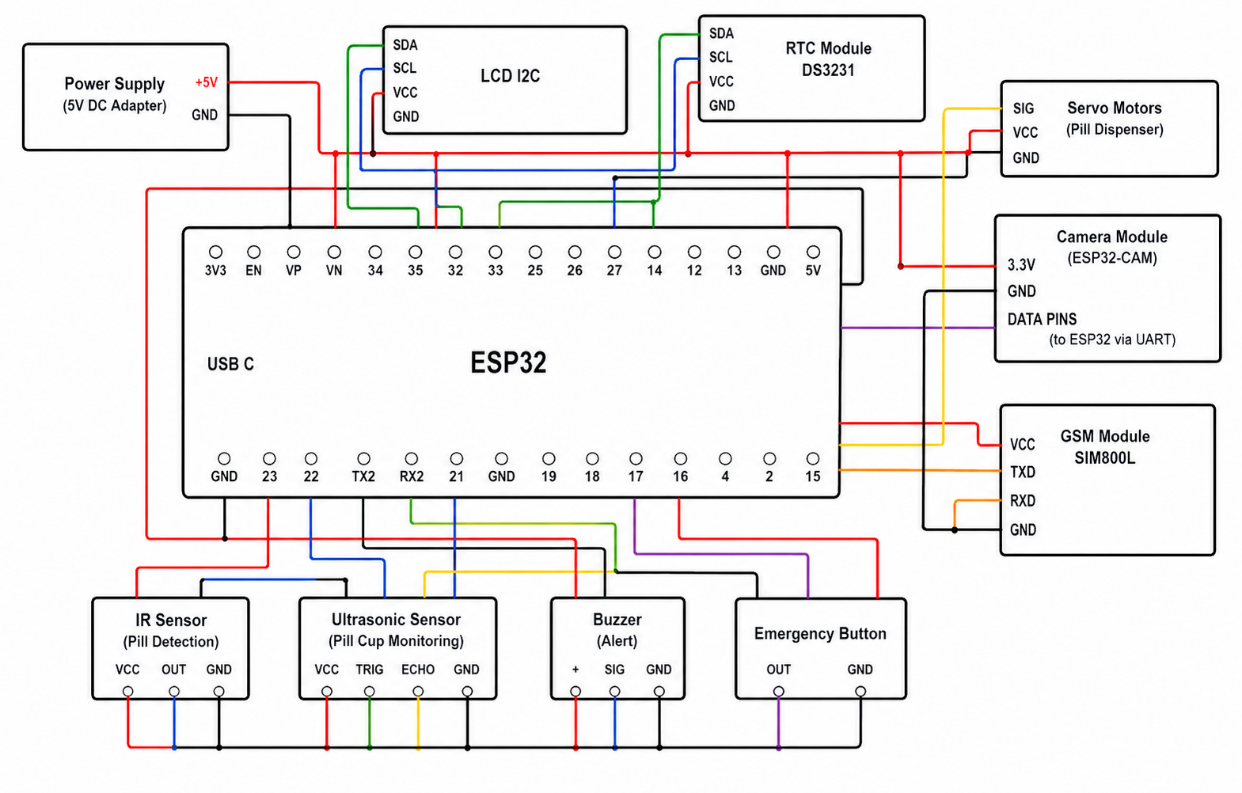 Power Supply
(5V DC Adapter)
+5V
GND
SDA
SCL
VCC
GND
LCD I2C
SDA
SCL
VCC
GND
RTC Module
DS3231
SIG
VCC
GND
Servo Motors
(Pill Dispenser)
Camera Module
(ESP32-CAM)
3.3V
GND
DATA PINS
(to ESP32 via UART)
3V3 EN VP VN 34 35 32 33 25 26 27 14 12 13 GND 5V
USB C
ESP32
GND 23 22 TX2 RX2 21 GND 19 18 17 16 4 2 15
GSM Module
SIM800L
VCC
TXD
RXD
GND
IR Sensor
(Pill Detection)
VCC OUT GND
Ultrasonic Sensor
(Pill Cup Monitoring)
VCC TRIG ECHO GND
Buzzer
(Alert)
+ SIG GND
Emergency Button
OUT GND